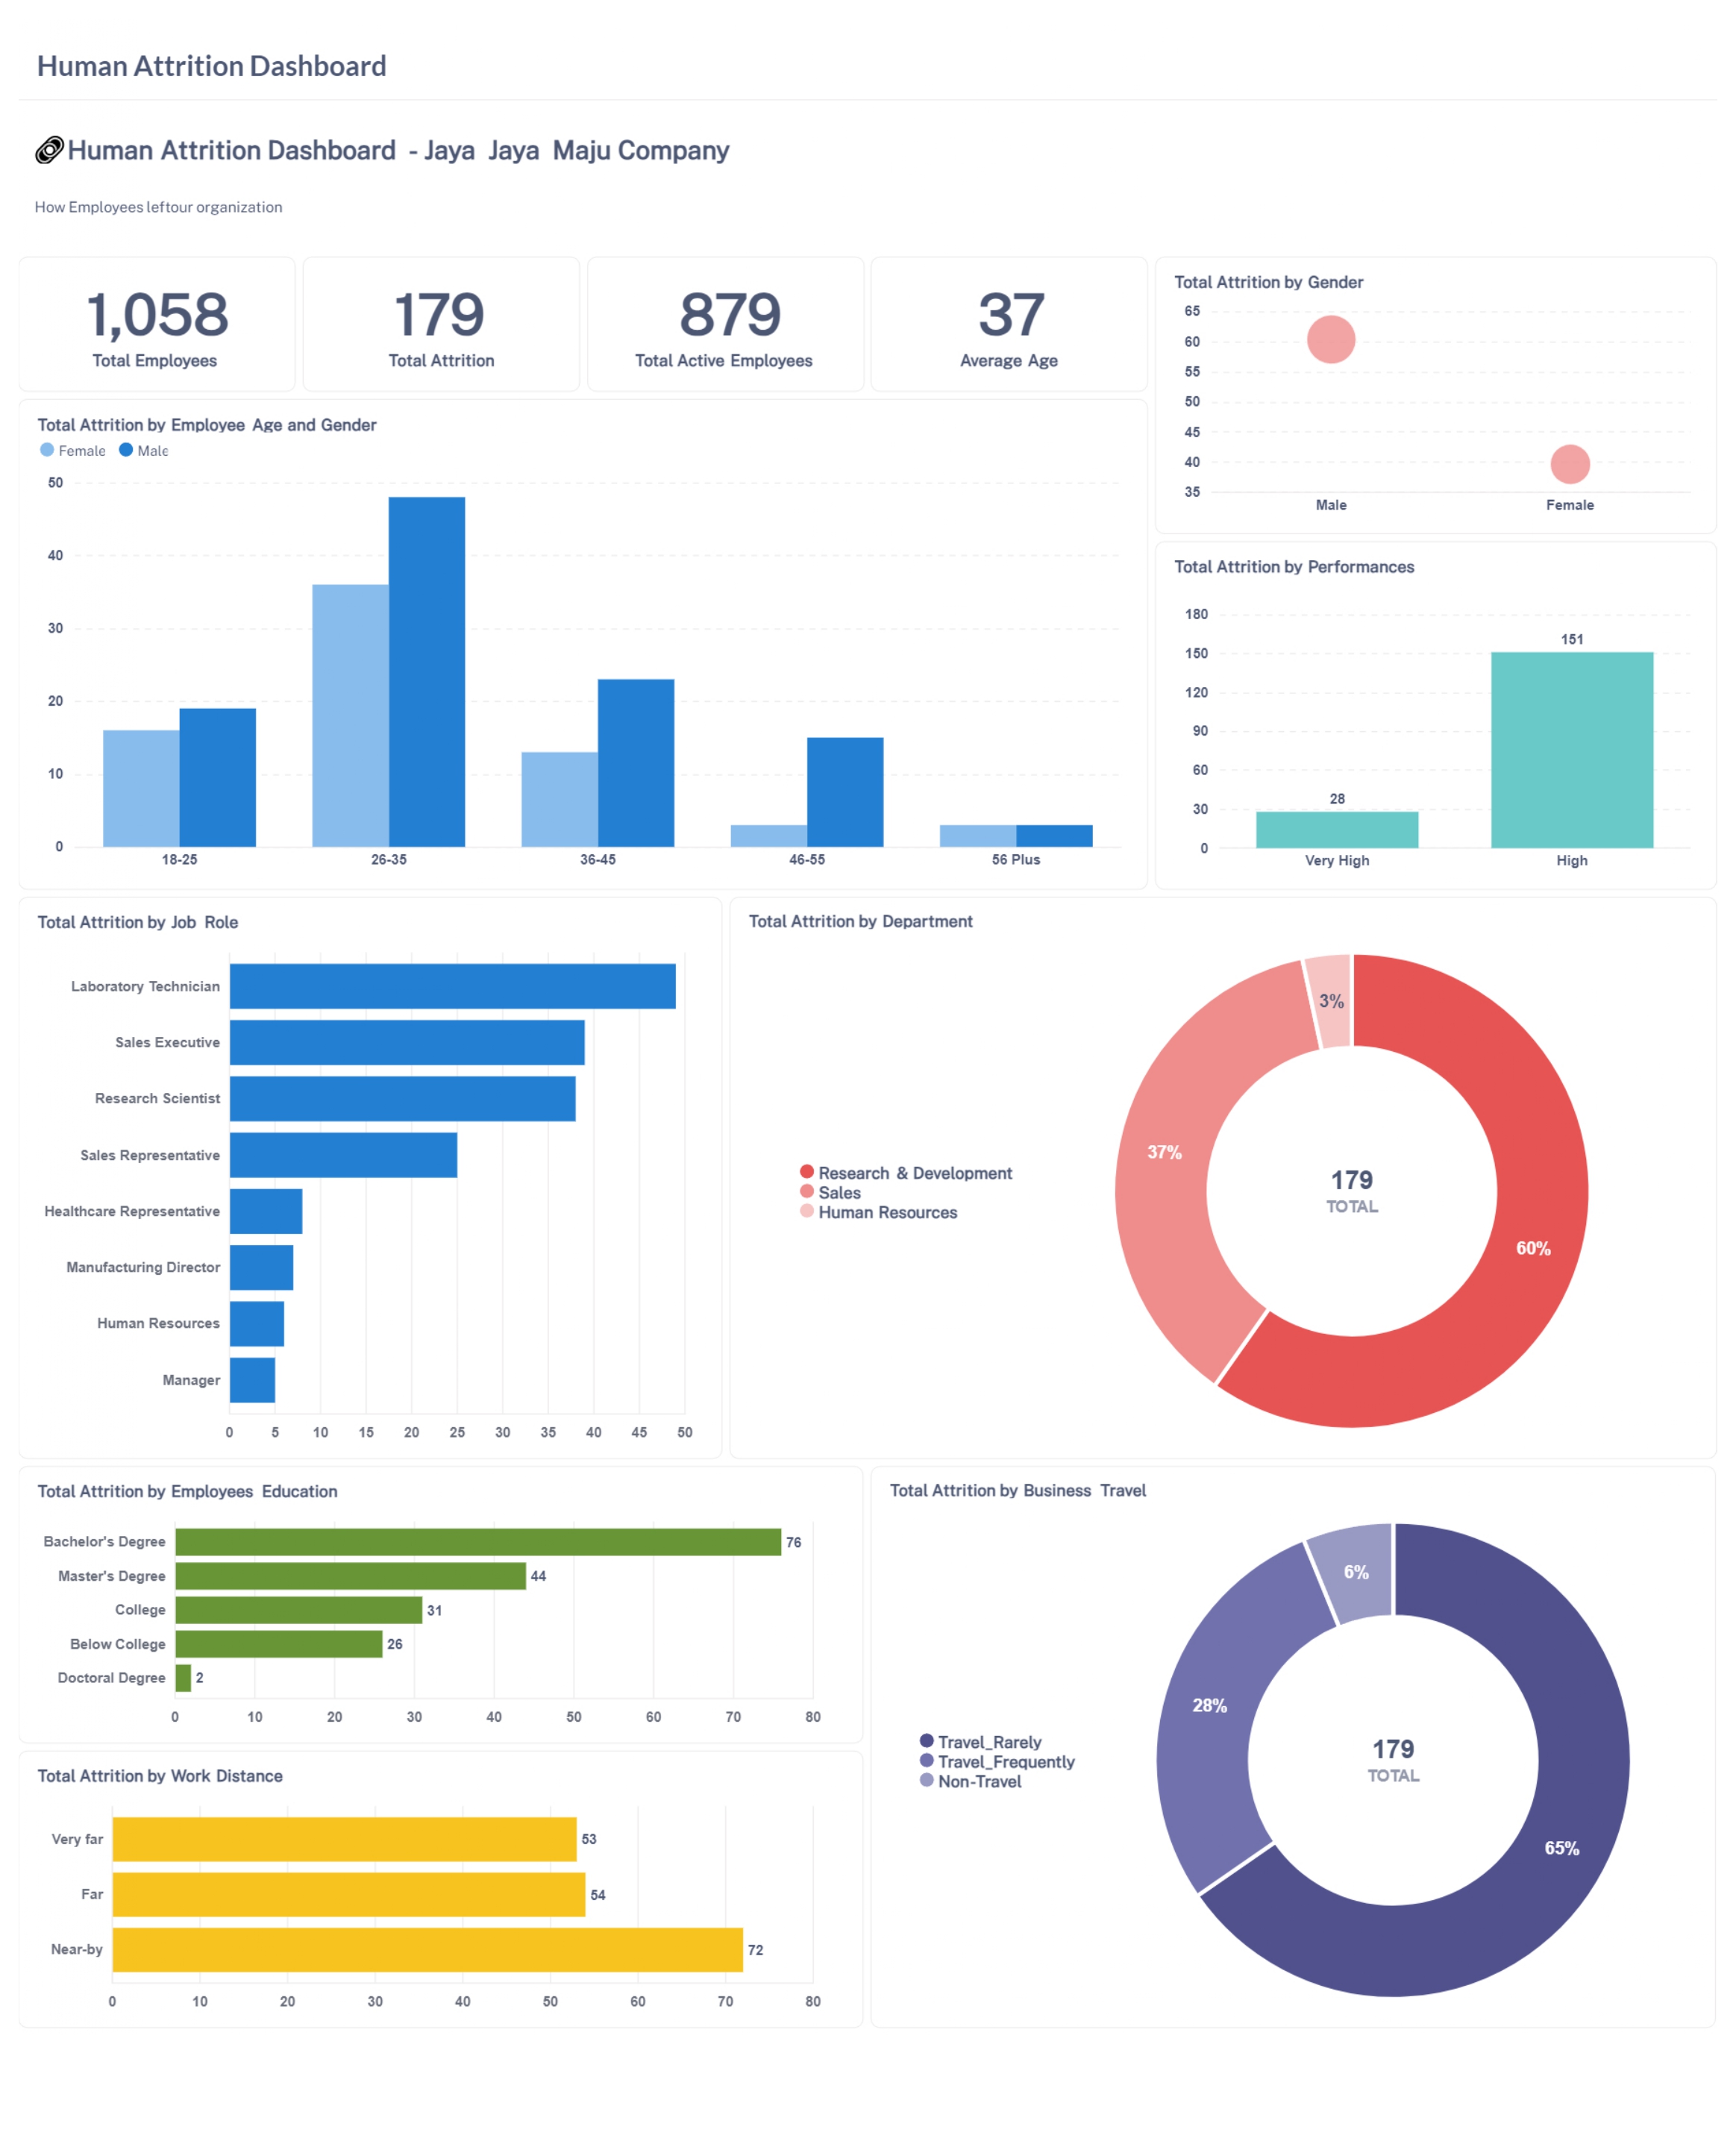 Human Attrition Dashboard
Human Attrition Dashboard - Jaya Jaya Maju Company
How Employees leftour organization
1,058
Total Employees
179
Total Attrition
879
Total Active Employees
37
Average Age
Total Attrition by Gender
65
60
55
50
45
40
35
Male Female
Total Attrition by Employee Age and Gender
Female Male
50
40
30
20
10
0
18-25 26-35 36-45 46-55 56 Plus
Total Attrition by Performances
180
150
120
90
60
30
0
151
28
Very High High
Total Attrition by Job Role
Laboratory Technician
Sales Executive
Research Scientist
Sales Representative
Healthcare Representative
Manufacturing Director
Human Resources
Manager
0 5 10 15 20 25 30 35 40 45 50
Total Attrition by Department
Research & Development
Sales
Human Resources
3%
37%
60%
179
TOTAL
Total Attrition by Employees Education
Bachelor's Degree 76
Master's Degree 44
College 31
Below College 26
Doctoral Degree 2
0 10 20 30 40 50 60 70 80
Total Attrition by Work Distance
Very far 53
Far 54
Near-by 72
0 10 20 30 40 50 60 70 80
Total Attrition by Business Travel
Travel_Rarely
Travel_Frequently
Non-Travel
6%
28%
65%
179
TOTAL